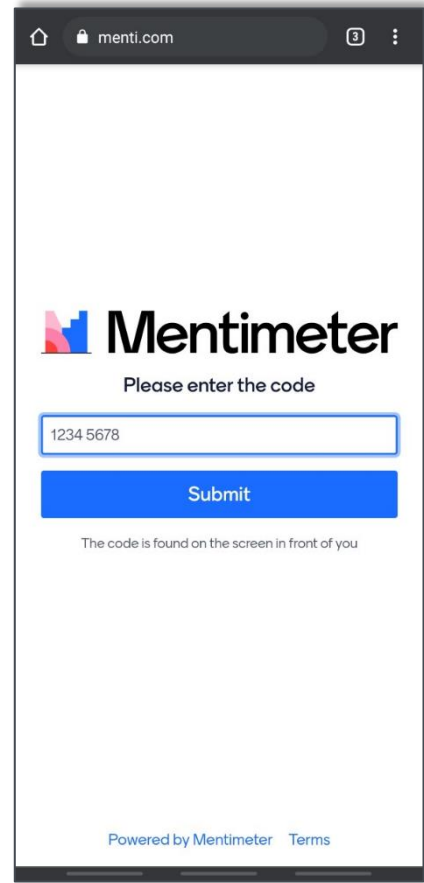 menti.com 3
Mentimeter
Please enter the code
1234 5678
Submit
The code is found on the screen in front of you
Powered by Mentimeter Terms